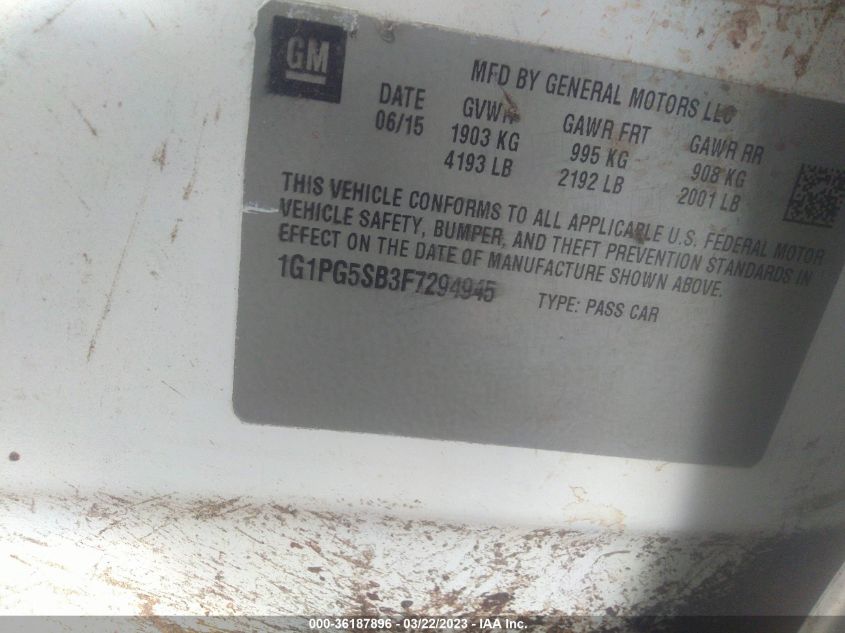 GM
MFD BY GENERAL MOTORS LLC
DATE GVWR GAWR FRT GAWR RR
06/15 1903 KG 995 KG 908 KG
4193 LB 2192 LB 2001 LB
THIS VEHICLE CONFORMS TO ALL APPLICABLE U.S. FEDERAL MOTOR
VEHICLE SAFETY, BUMPER, AND THEFT PREVENTION STANDARDS IN
EFFECT ON THE DATE OF MANUFACTURE SHOWN ABOVE.
1G1PG5SB3F7294945 TYPE: PASS CAR
000-36187896 - 03/22/2023 - IAA Inc.